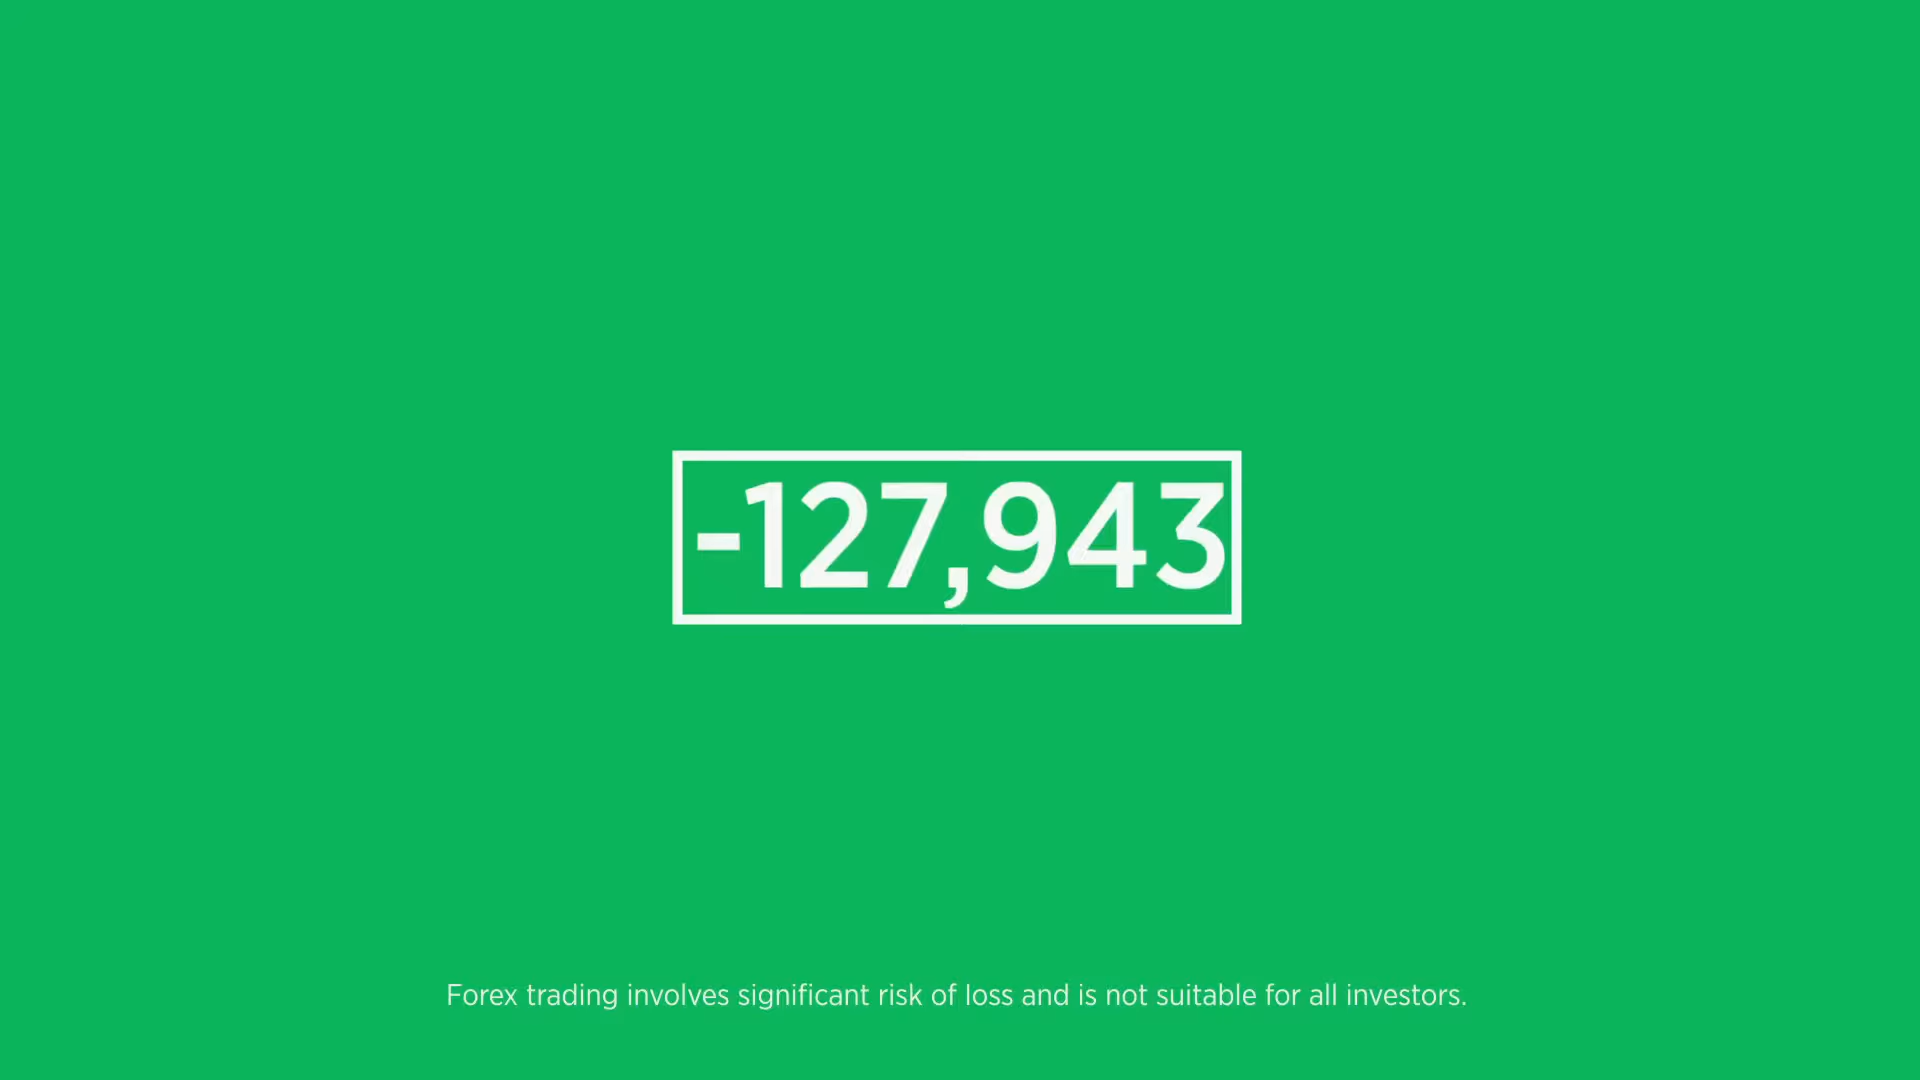 -127,943
Forex trading involves significant risk of loss and is not suitable for all investors.